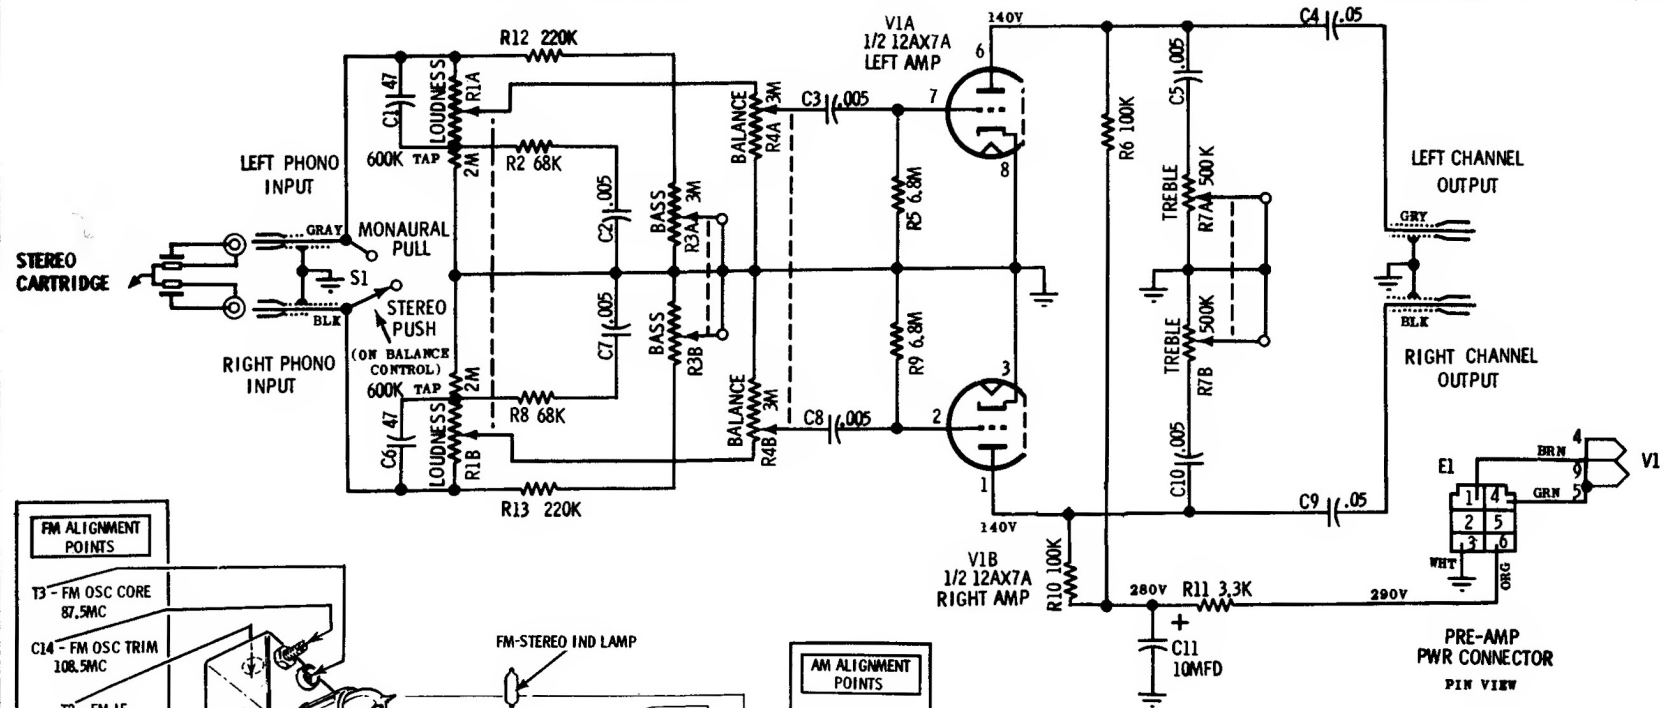 R12 220K
C1 47
LOUDNESS
R1A
600K TAP
2M
R2 68K
C2 .005
BASS
R3A
3M
BALANCE
R4A
3M
C3 .005
V1A
1/2 12AX7A
LEFT AMP
140V
6
7
8
R5 6.8M
R6 100K
C5 .005
TREBLE
R7A
500K
C4 .05
LEFT CHANNEL
OUTPUT
GRY
LEFT PHONO
INPUT
GRAY
MONAURAL
PULL
STEREO
CARTRIDGE
S1
BLK
STEREO
PUSH
(ON BALANCE
CONTROL)
RIGHT PHONO
INPUT
600K TAP
2M
C6 47
LOUDNESS
R1B
R8 68K
C7 .005
BASS
R3B
BALANCE
R4B
3M
C8 .005
R9 6.8M
3
2
1
140V
V1B
1/2 12AX7A
RIGHT AMP
TREBLE
R7B
500K
C10 .005
C9 .05
BLK
RIGHT CHANNEL
OUTPUT
R13 220K
R10 100K
280V
R11 3.3K
290V
+
C11
10MFD
E1
BRN
GRN
4
9
5
V1
1 4
2 5
3 6
WHT
ORG
PRE-AMP
PWR CONNECTOR
PIN VIEW
FM ALIGNMENT
POINTS
T3 - FM OSC CORE
87.5MC
C14 - FM OSC TRIM
108.5MC
FM-STEREO IND LAMP
AM ALIGNMENT
POINTS